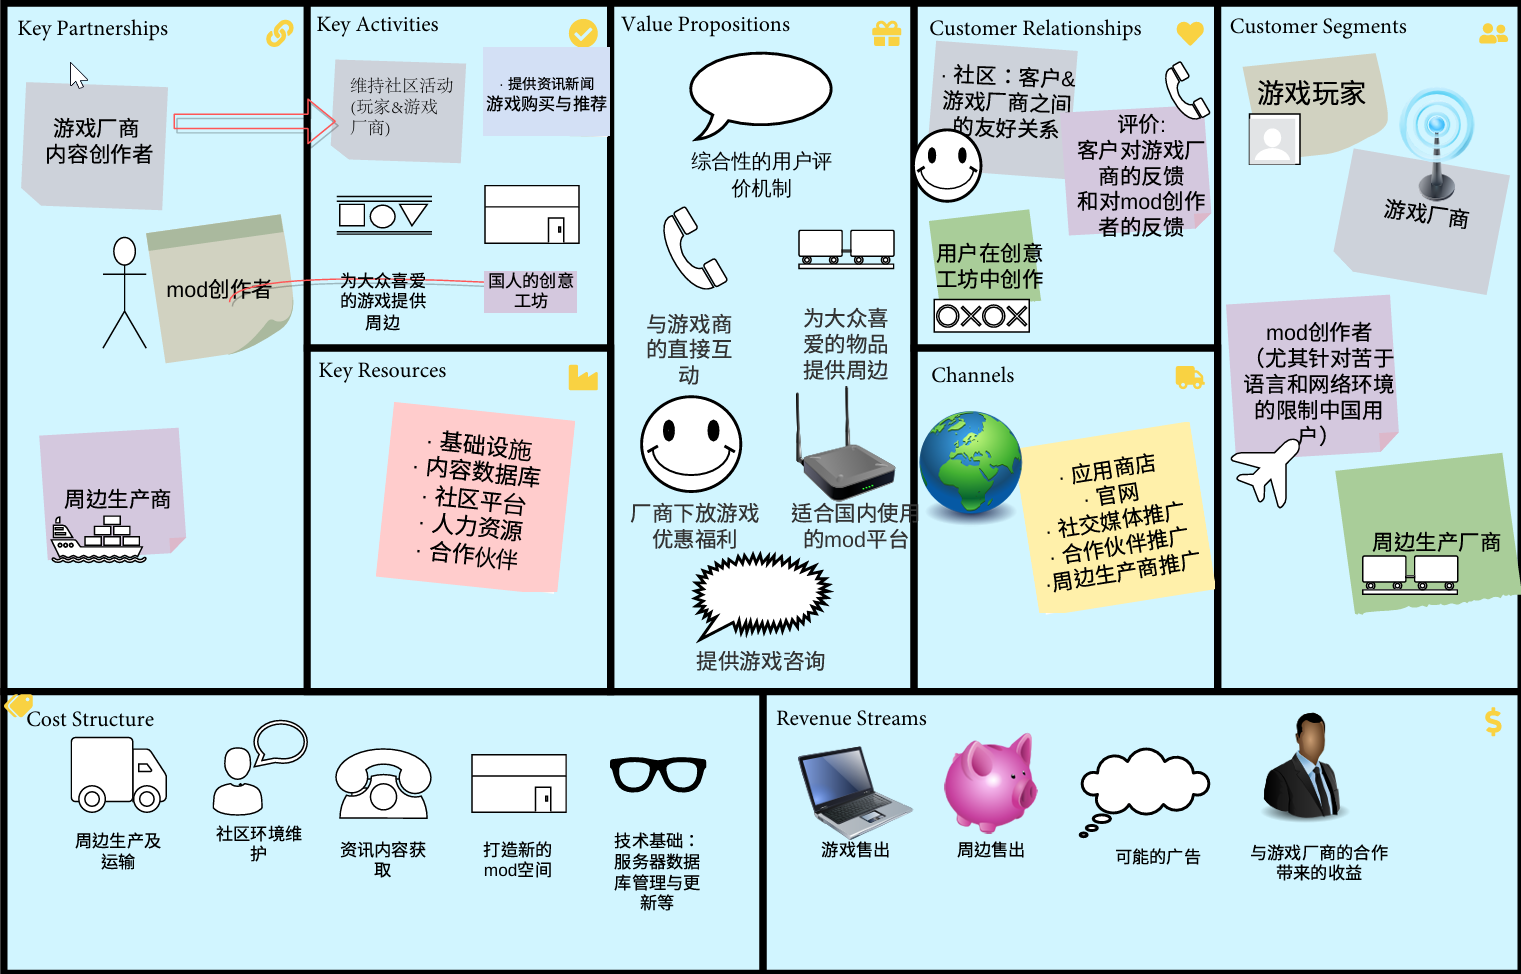 Key Partnerships
游戏厂商
内容创作者
mod创作者
周边生产商
Key Activities
维持社区活动
(玩家&游戏
厂商)
· 提供资讯新闻
游戏购买与推荐
为大众喜爱
的游戏提供
周边
国人的创意
工坊
Key Resources
· 基础设施
· 内容数据库
· 社区平台
· 人力资源
· 合作伙伴
Value Propositions
综合性的用户评
价机制
与游戏商
的直接互
动
为大众喜
爱的物品
提供周边
厂商下放游戏
优惠福利
适合国内使用
的mod平台
提供游戏咨询
Customer Relationships
· 社区：客户&
游戏厂商之间
的友好关系
评价:
客户对游戏厂
商的反馈
和对mod创作
者的反馈
用户在创意
工坊中创作
Channels
· 应用商店
· 官网
· 社交媒体推广
· 合作伙伴推广
·周边生产商推广
Customer Segments
游戏玩家
游戏厂商
mod创作者
（尤其针对苦于
语言和网络环境
的限制中国用
户）
周边生产厂商
Cost Structure
周边生产及
运输
社区环境维
护
资讯内容获
取
打造新的
mod空间
技术基础：
服务器数据
库管理与更
新等
Revenue Streams
游戏售出
周边售出
可能的广告
与游戏厂商的合作
带来的收益